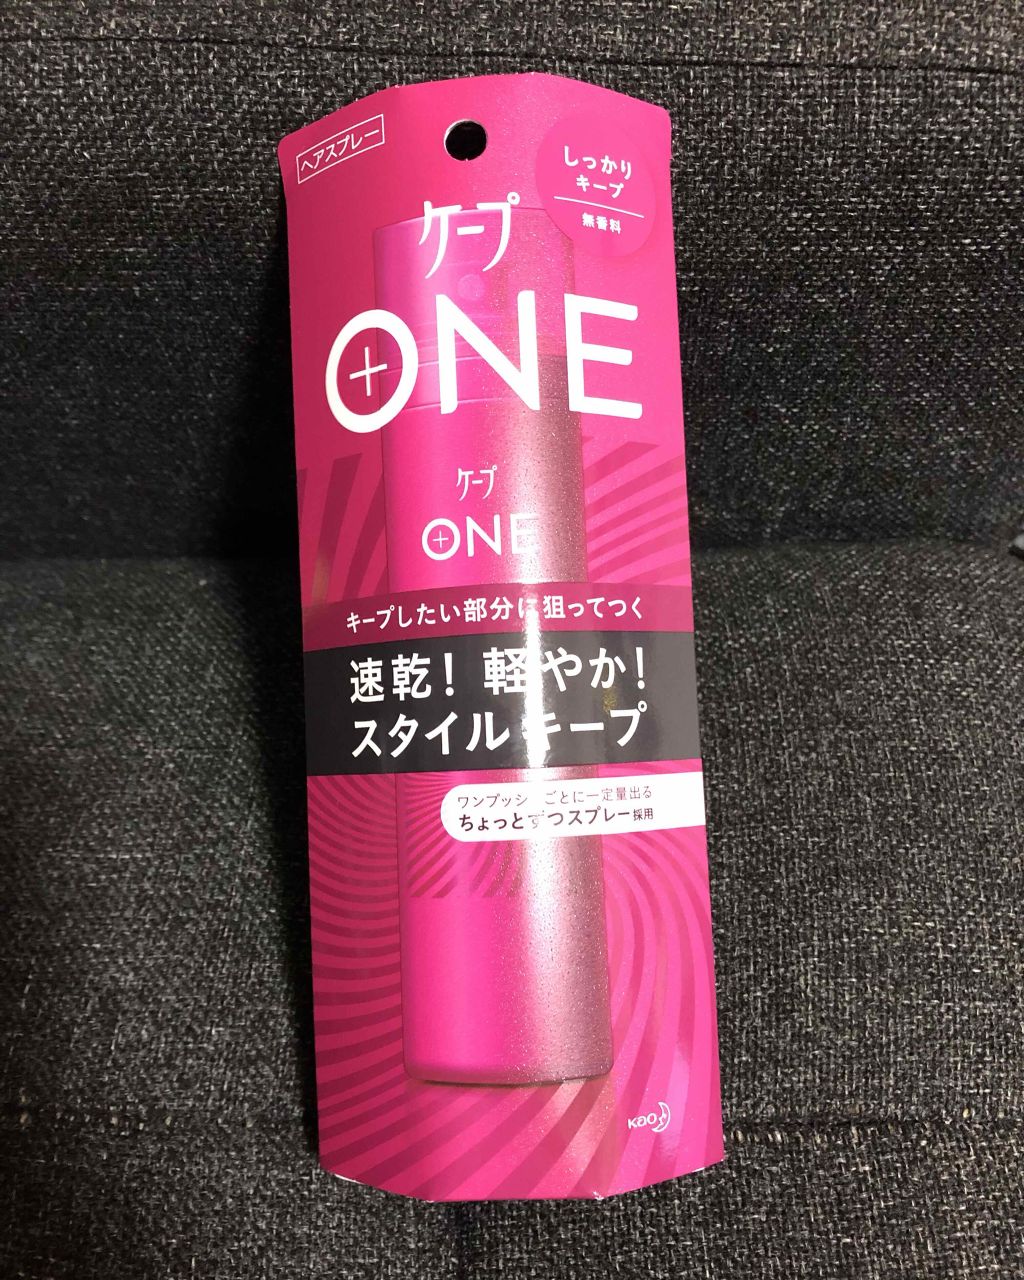 ヘアスプレー
しっかり
キープ
無香料
ケープ
ONE
ケープ
ONE
キープしたい部分に狙ってつく
速乾!軽やか!
スタイルキープ
ワンプッシュごとに一定量出る
ちょっとずつスプレー採用
Kao